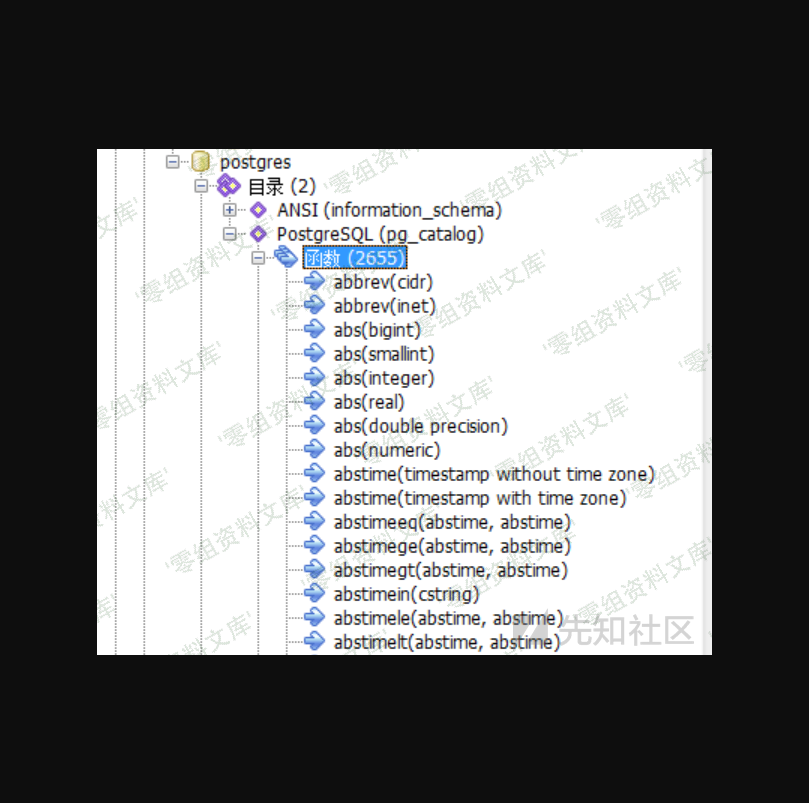 postgres
目录 (2)
ANSI (information_schema)
PostgreSQL (pg_catalog)
函数 (2655)
abbrev(cidr)
abbrev(inet)
abs(bigint)
abs(smallint)
abs(integer)
abs(real)
abs(double precision)
abs(numeric)
abstime(timestamp without time zone)
abstime(timestamp with time zone)
abstimeeq(abstime, abstime)
abstimege(abstime, abstime)
abstimegt(abstime, abstime)
abstimein(cstring)
abstimele(abstime, abstime)
abstimelt(abstime, abstime)
先知社区
'零组资料文库'